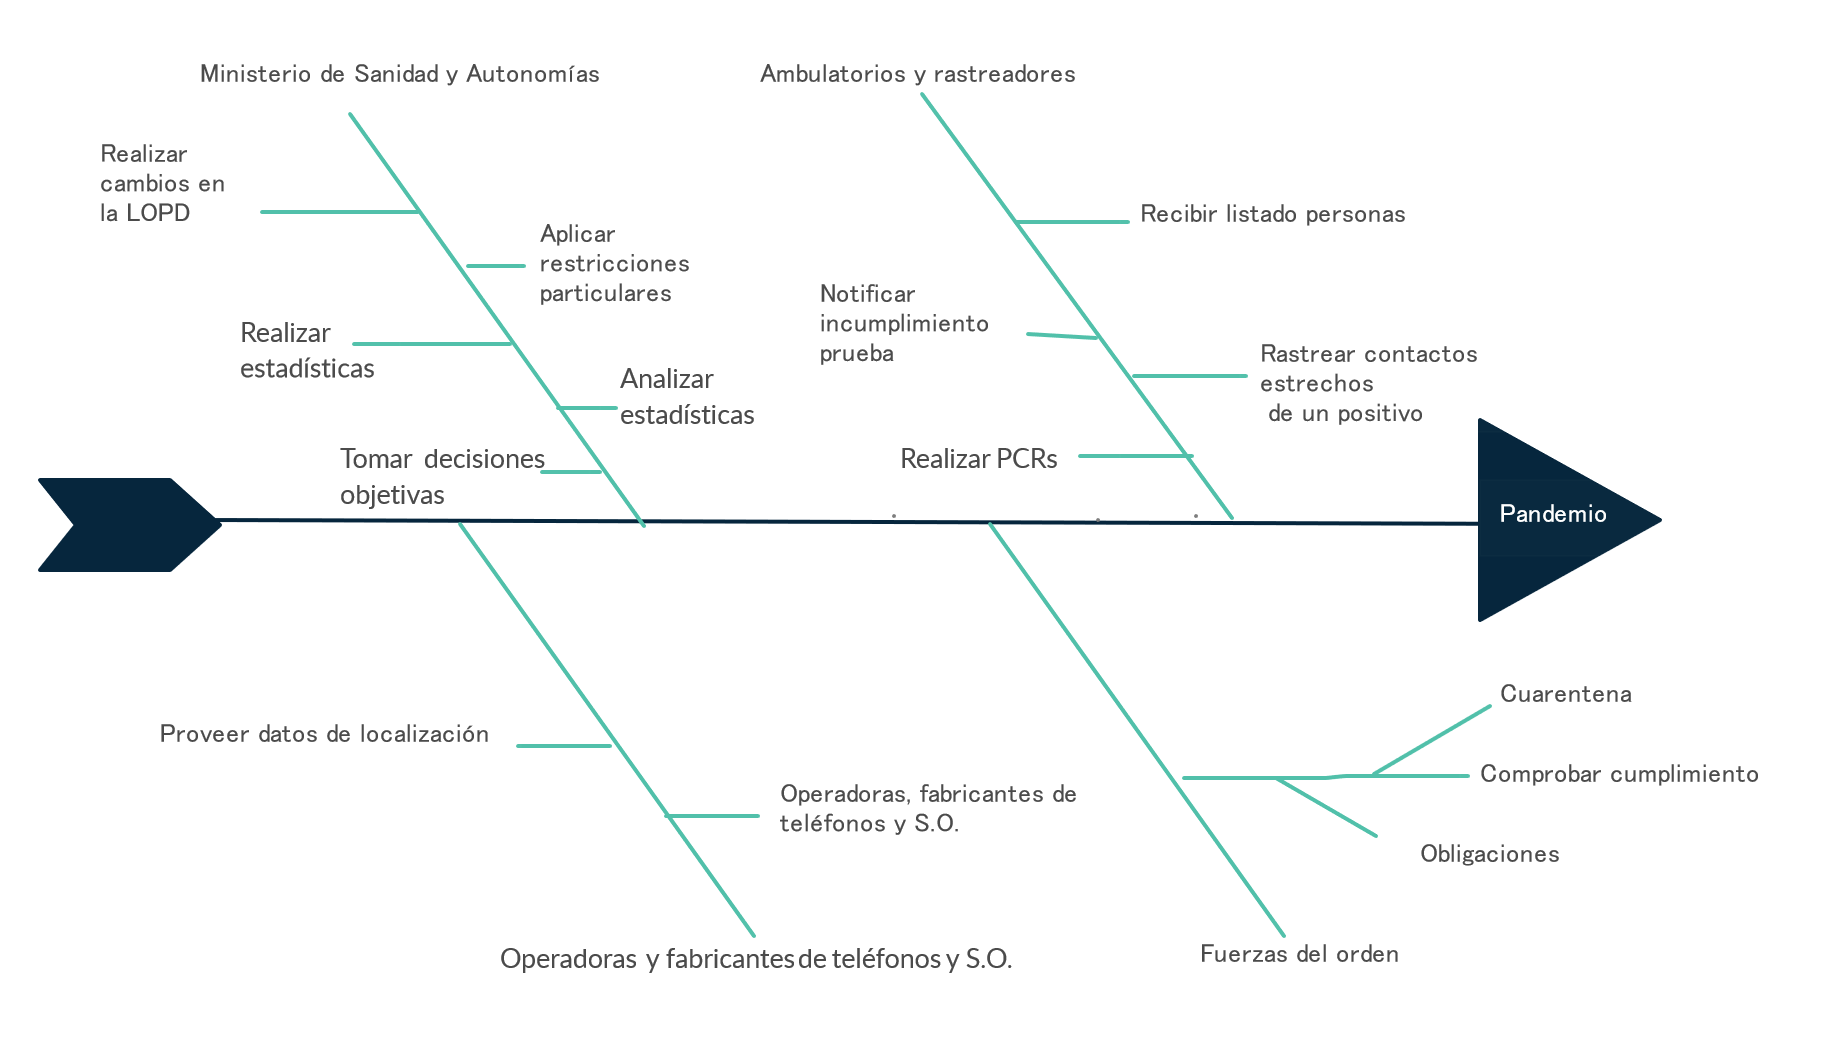 Ministerio de Sanidad y Autonomías
Ambulatorios y rastreadores
Realizar
cambios en
la LOPD
Aplicar
restricciones
particulares
Realizar
estadísticas
Analizar
estadísticas
Tomar decisiones
objetivas
Recibir listado personas
Notificar
incumplimiento
prueba
Rastrear contactos
estrechos
de un positivo
Realizar PCRs
Pandemio
Proveer datos de localización
Operadoras, fabricantes de
teléfonos y S.O.
Operadoras y fabricantes de teléfonos y S.O.
Cuarentena
Comprobar cumplimiento
Obligaciones
Fuerzas del orden